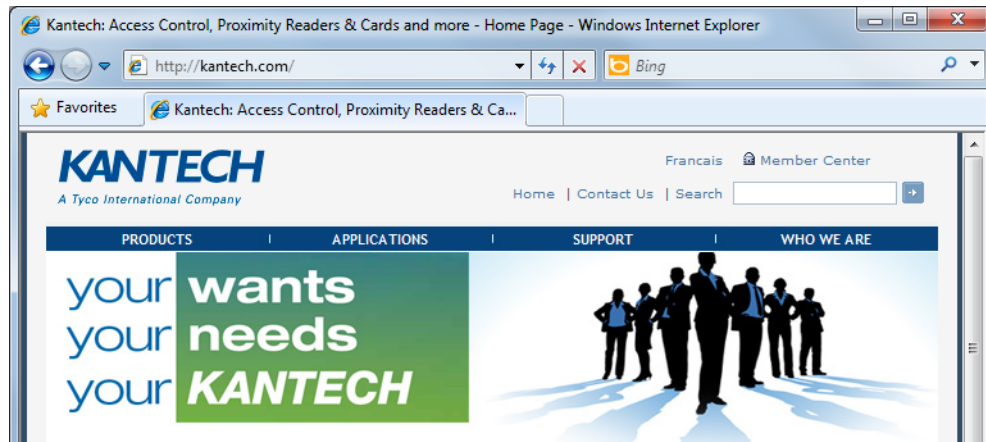 Kantech: Access Control, Proximity Readers & Cards and more - Home Page - Windows Internet Explorer
http://kantech.com/
Bing
Favorites
Kantech: Access Control, Proximity Readers & Ca...
KANTECH
A Tyco International Company
Francais Member Center
Home | Contact Us | Search
PRODUCTS | APPLICATIONS | SUPPORT | WHO WE ARE
your wants
your needs
your KANTECH